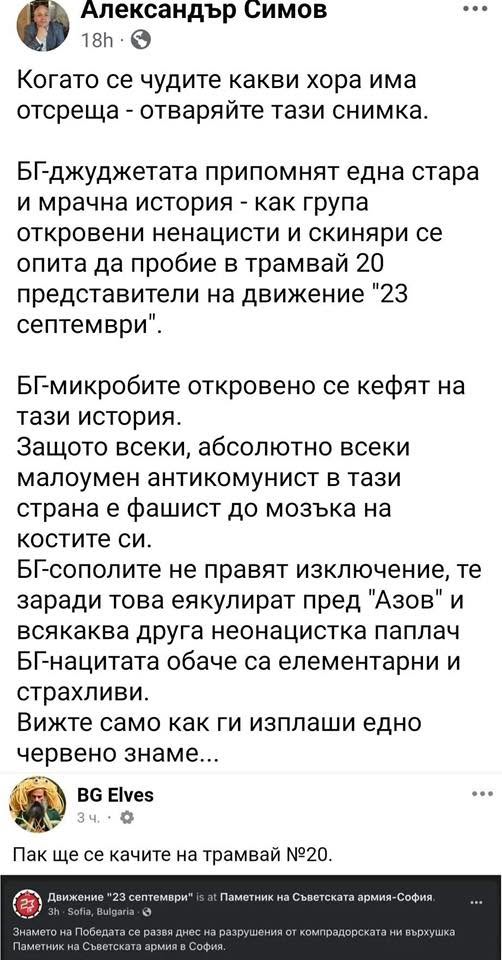 Александър Симов
18h ·
Когато се чудите какви хора има
отсреща - отваряйте тази снимка.
БГ-джуджетата припомнят една стара
и мрачна история - как група
откровени ненацисти и скиняри се
опита да пробие в трамвай 20
представители на движение "23
септември".
БГ-микробите откровено се кефят на
тази история.
Защото всеки, абсолютно всеки
малоумен антикомунист в тази
страна е фашист до мозъка на
костите си.
БГ-сополите не правят изключение, те
заради това еякулират пред "Азов" и
всякаква друга неонацистка паплач
БГ-нацитата обаче са елементарни и
страхливи.
Вижте само как ги изплаши едно
червено знаме...
BG Elves
3 ч. ·
Пак ще се качите на трамвай №20.
Движение "23 септември" is at Паметник на Съветската армия-София.
3h · Sofia, Bulgaria ·
Знамето на Победата се развя днес на разрушения от компрадорската ни върхушка
Паметник на Съветската армия в София.